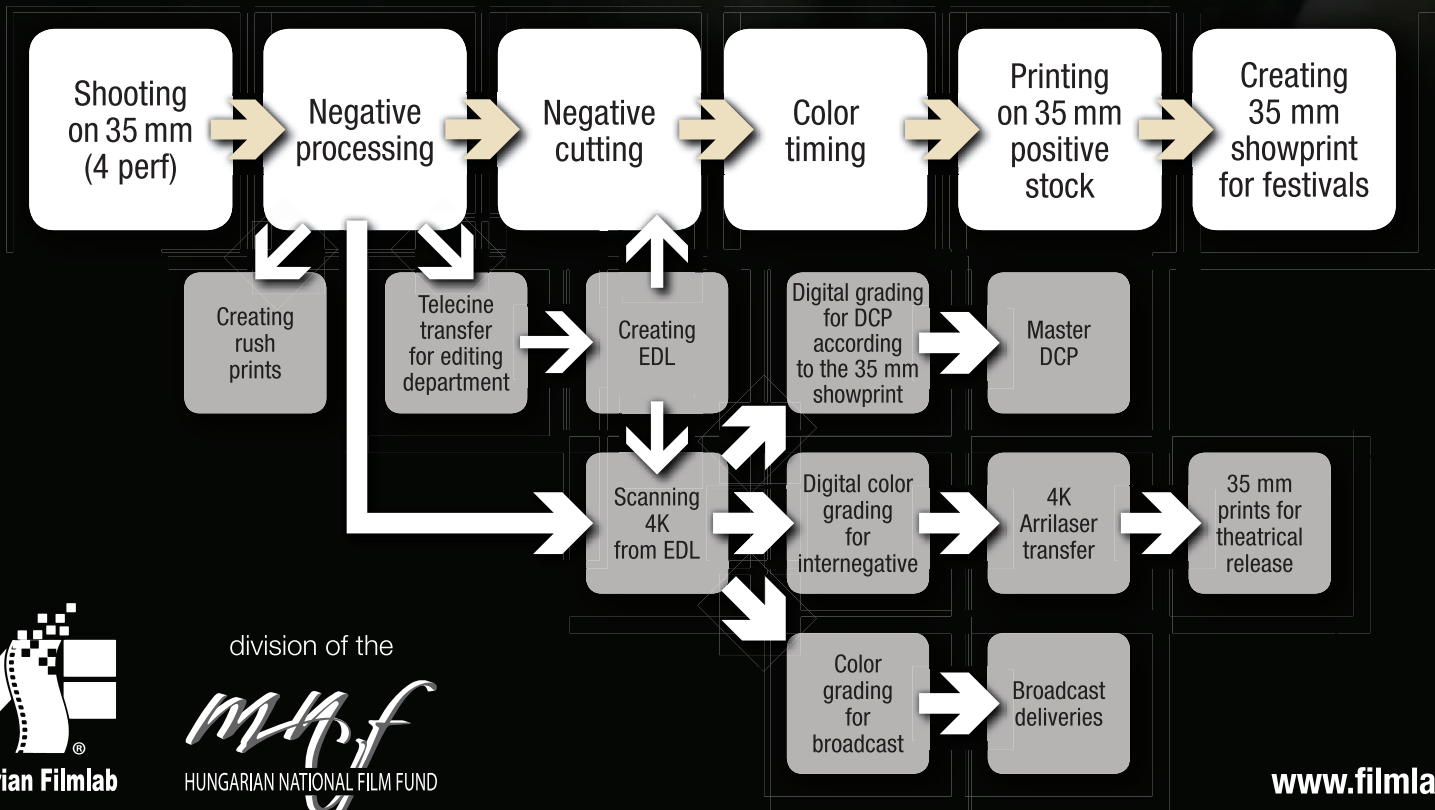 Shooting
on 35 mm
(4 perf)
Negative
processing
Negative
cutting
Color
timing
Printing
on 35 mm
positive
stock
Creating
35 mm
showprint
for festivals
Creating
rush
prints
Telecine
transfer
for editing
department
Creating
EDL
Digital grading
for DCP
according
to the 35 mm
showprint
Master
DCP
Scanning
4K
from EDL
Digital color
grading
for
internegative
4K
Arrilaser
transfer
35 mm
prints for
theatrical
release
Color
grading
for
broadcast
Broadcast
deliveries
®
rian Filmlab
division of the
mnf
HUNGARIAN NATIONAL FILM FUND
www.filmla